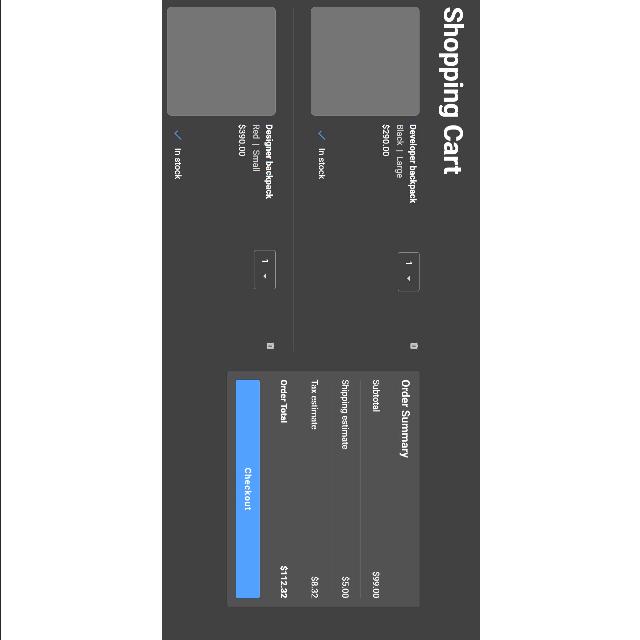 Shopping Cart
Developer backpack
Black | Large
$290.00
In stock
1
Designer backpack
Red | Small
$390.00
In stock
1
Order Summary
Subtotal $99.00
Shipping estimate $5.00
Tax estimate $8.32
Order Total $112.32
Checkout